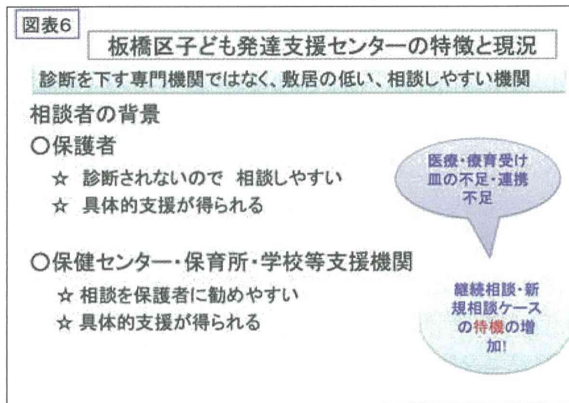 図表6
板橋区子ども発達支援センターの特徴と現況
診断を下す専門機関ではなく、敷居の低い、相談しやすい機関
相談者の背景
〇保護者
☆ 診断されないので 相談しやすい
☆ 具体的支援が得られる
〇保健センター・保育所・学校等支援機関
☆ 相談を保護者に勧めやすい
☆ 具体的支援が得られる
医療・療育受け
皿の不足・連携
不足
継続相談・新
規相談ケース
の待機の増
加!